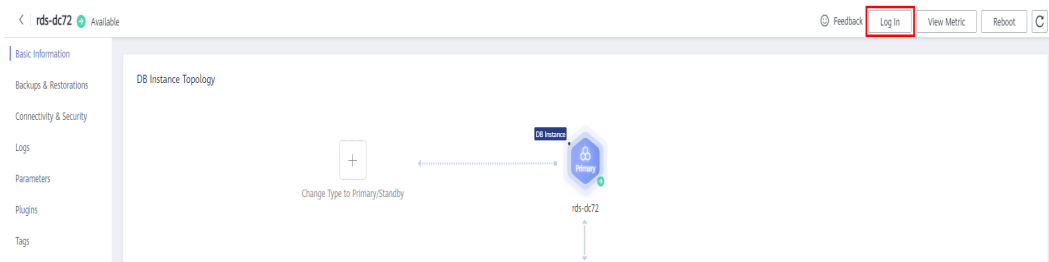 rds-dc72 Available Feedback Log In View Metric Reboot
Basic Information
Backups & Restorations
Connectivity & Security
Logs
Parameters
Plugins
Tags
DB Instance Topology
DB Instance
Primary
Change Type to Primary/Standby
rds-dc72